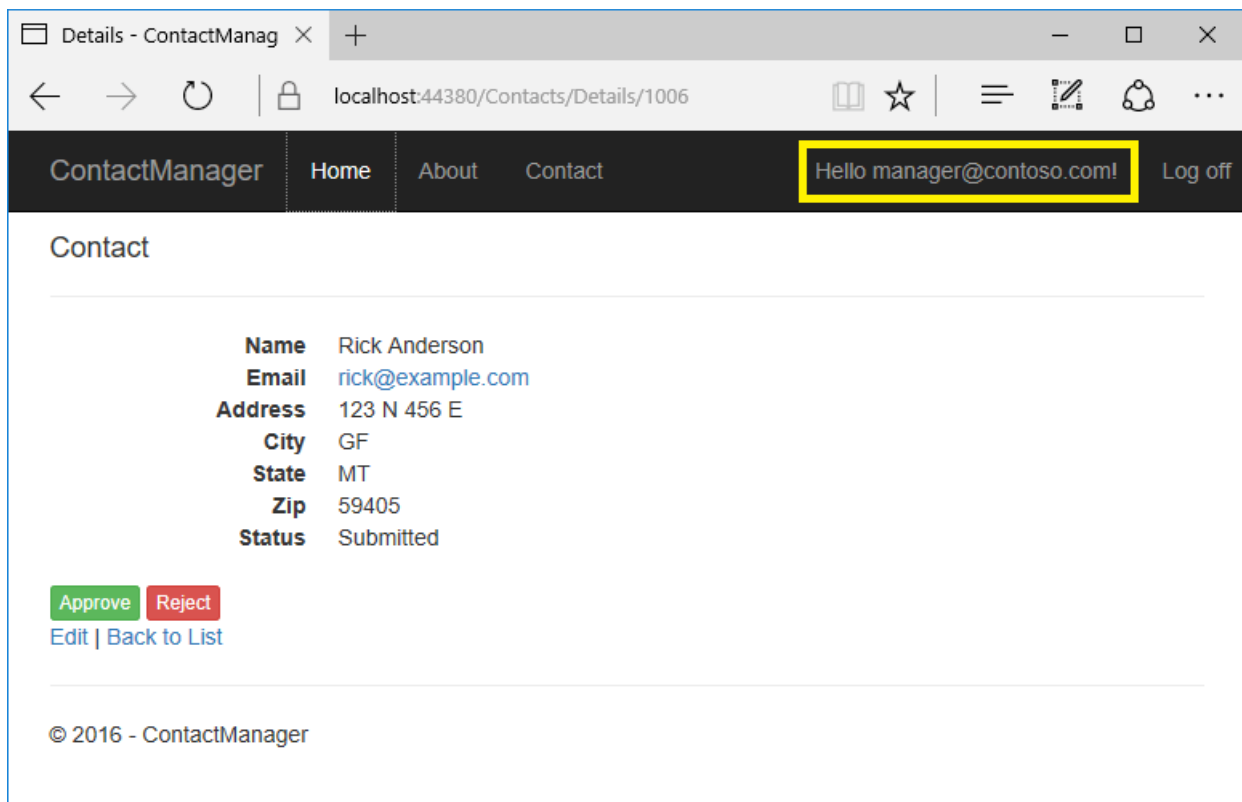 Details - ContactManag
localhost:44380/Contacts/Details/1006
ContactManager Home About Contact Hello manager@contoso.com! Log off
Contact
Name Rick Anderson
Email rick@example.com
Address 123 N 456 E
City GF
State MT
Zip 59405
Status Submitted
Approve Reject
Edit | Back to List
© 2016 - ContactManager